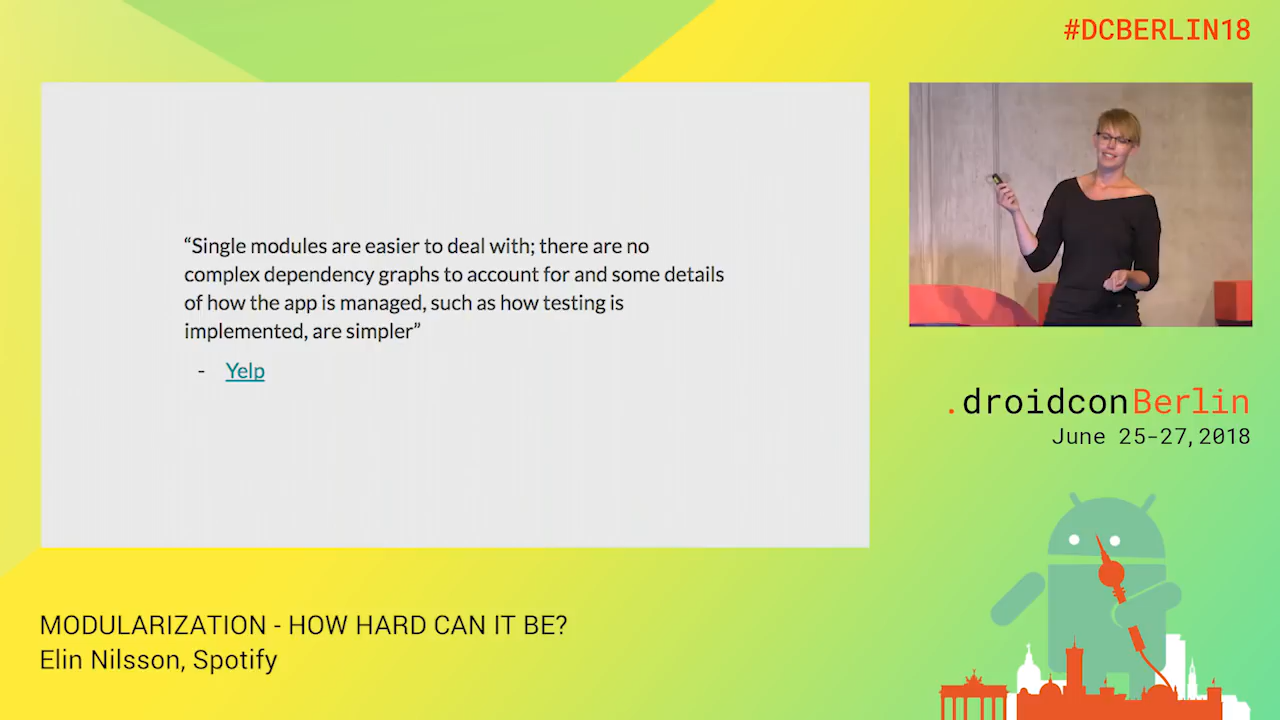 #DCBERLIN18
“Single modules are easier to deal with; there are no
complex dependency graphs to account for and some details
of how the app is managed, such as how testing is
implemented, are simpler”
- Yelp
.droidconBerlin
June 25-27,2018
MODULARIZATION - HOW HARD CAN IT BE?
Elin Nilsson, Spotify